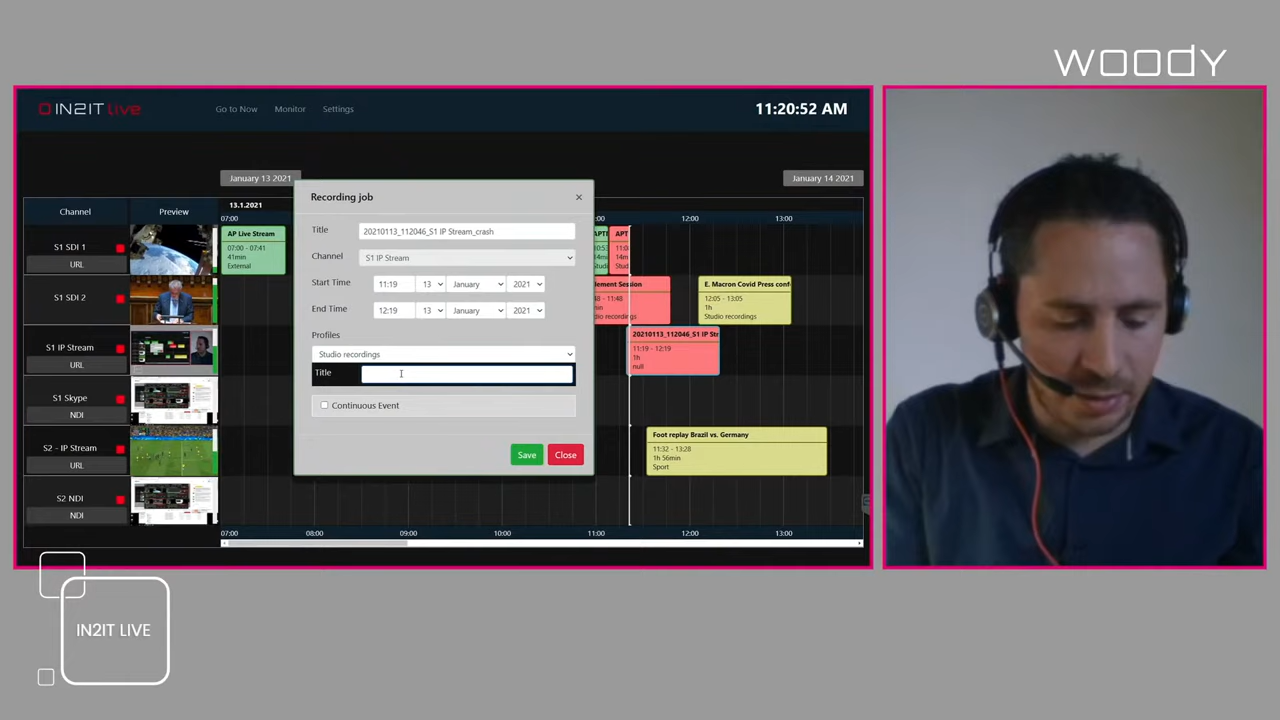 woody
IN2IT live
Go to Now
Monitor
Settings
11:20:52 AM
January 13 2021
January 14 2021
Channel
Preview
13.1.2021
07:00
12:00
13:00
S1 SDI 1
URL
AP Live Stream
07:00 - 07:41
41min
External
S1 SDI 2
E. Macron Covid Press conf
12:05 - 13:05
1h
Studio recordings
S1 IP Stream
URL
20210113_112046_S1 IP Str
11:19 - 12:19
1h
null
S1 Skype
NDI
S2 - IP Stream
URL
Foot replay Brazil vs. Germany
11:32 - 13:28
1h 56min
Sport
S2 NDI
NDI
07:00
08:00
09:00
10:00
11:00
12:00
13:00
Recording job
×
Title
20210113_112046_S1 IP Stream_crash
Channel
S1 IP Stream
Start Time
11:19
13
January
2021
End Time
12:19
13
January
2021
Profiles
Studio recordings
Title
Continuous Event
Save
Close
IN2IT LIVE